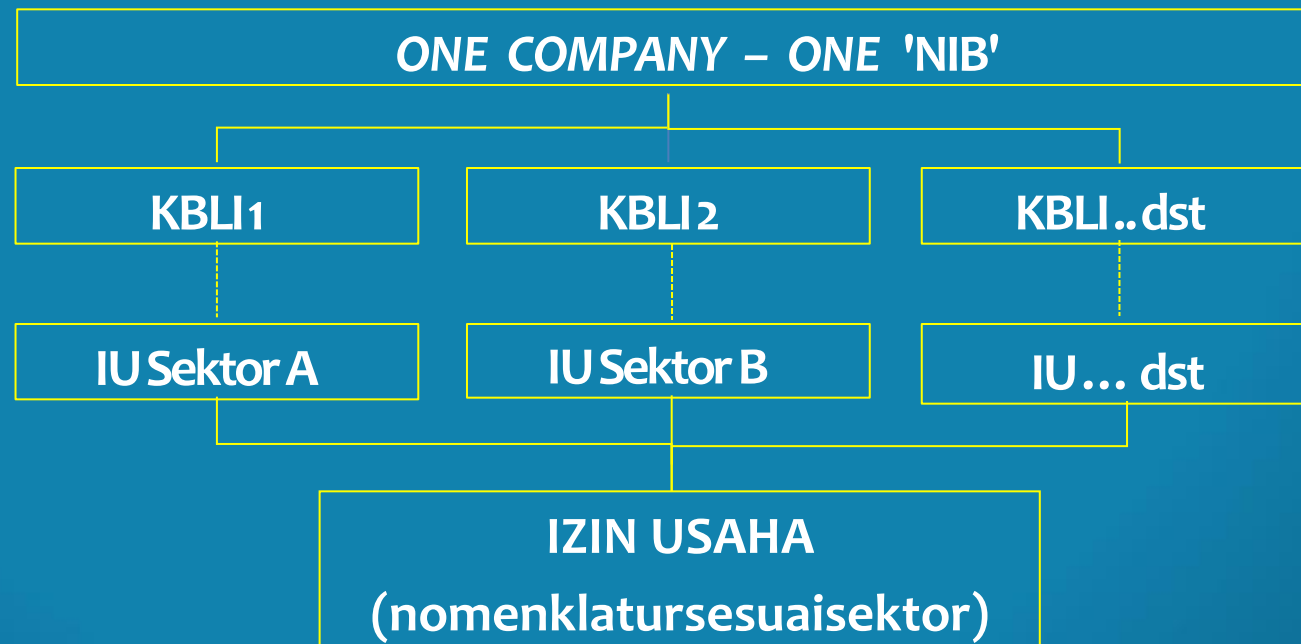 ONE COMPANY – ONE 'NIB'
KBLI1 KBLI2 KBLI..dst
IU Sektor A IU Sektor B IU... dst
IZIN USAHA
(nomenklatursesuaisektor)